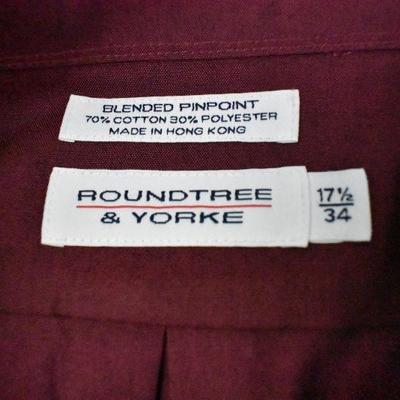 BLENDED PINPOINT
70% COTTON 30% POLYESTER
MADE IN HONG KONG
ROUNDTREE
& YORKE
17½
34